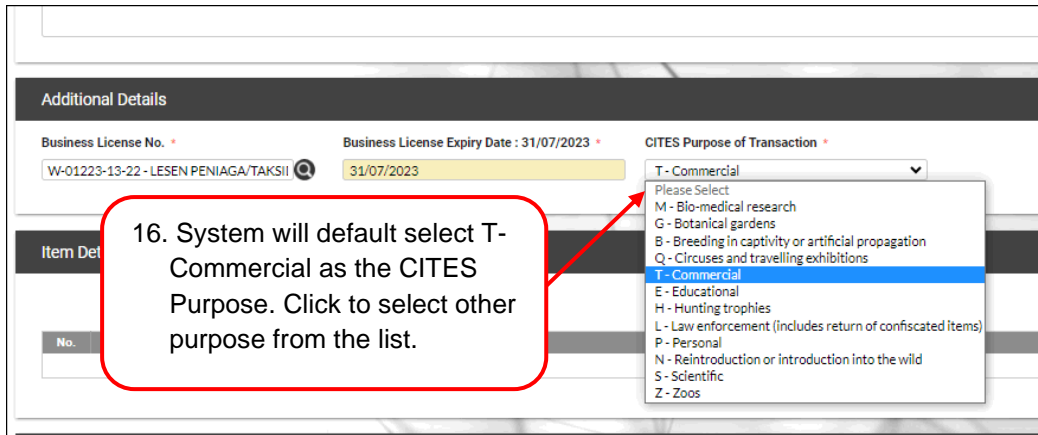 Additional Details
Business License No. *
Business License Expiry Date : 31/07/2023 *
CITES Purpose of Transaction *
W-01223-13-22 - LESEN PENIAGA/TAKSII
31/07/2023
T - Commercial
Please Select
M - Bio-medical research
G - Botanical gardens
B - Breeding in captivity or artificial propagation
Q - Circuses and travelling exhibitions
T - Commercial
E - Educational
H - Hunting trophies
L - Law enforcement (includes return of confiscated items)
P - Personal
N - Reintroduction or introduction into the wild
S - Scientific
Z - Zoos
16. System will default select T-
Commercial as the CITES
Purpose. Click to select other
purpose from the list.
Item Det
No.